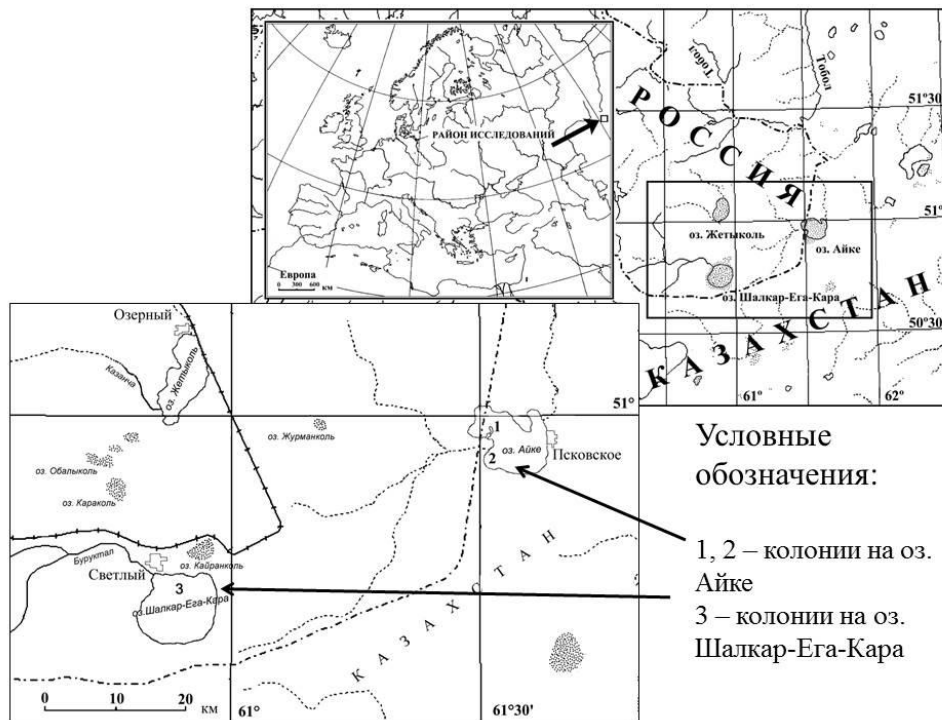 РАЙОН ИССЛЕДОВАНИЙ
Европа
0 300 600
км
Тобол
Тобол
51°30
РОССИЯ
51°
оз. Жетыколь
оз. Айке
оз. Шалкар-Ега-Кара
50°30
КАЗАХСТАН
61°
62°
Озерный
Казанча
оз. Жетыколь
51°
оз. Журманколь
1
оз. Айке
2
Псковское
оз. Обалыколь
оз. Караколь
Буруктал
оз. Кайранколь
Светлый
3
оз.Шалкар-Ега-Кара
КАЗАХСТАН
0 10 20
км
61°
61°30'
Условные
обозначения:
1, 2 – колонии на оз.
Айке
3 – колонии на оз.
Шалкар-Ега-Кара